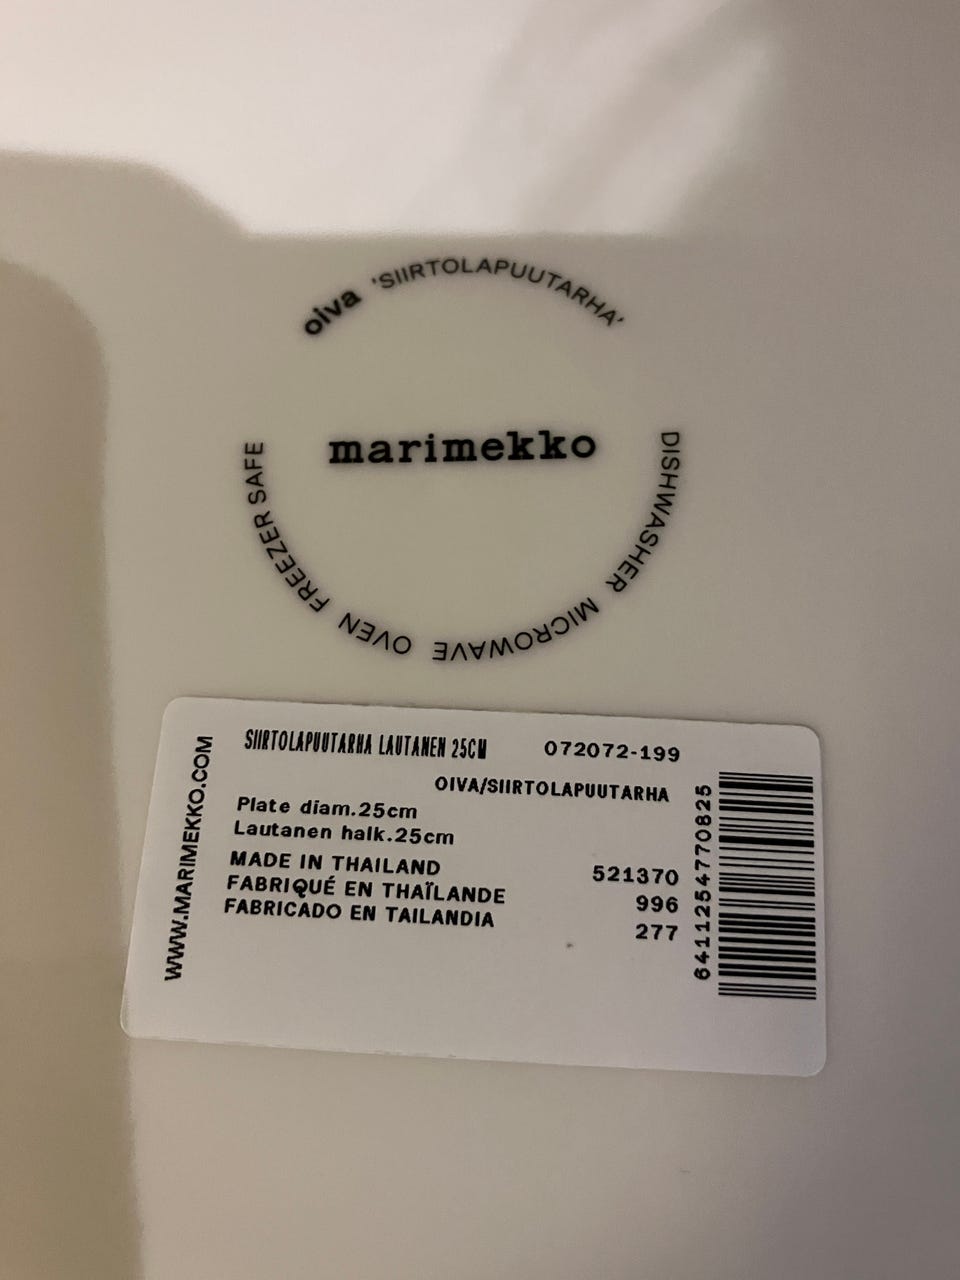 oiva 'SIIRTOLAPUUTARHA'
marimekko
DISHWASHER MICROWAVE OVEN FREEZER SAFE
WWW.MARIMEKKO.COM
SIIRTOLAPUUTARHA LAUTANEN 25CM 072072-199
OIVA/SIIRTOLAPUUTARHA
Plate diam.25cm
Lautanen halk.25cm
MADE IN THAILAND 521370
FABRIQUÉ EN THAÏLANDE 996
FABRICADO EN TAILANDIA 277
6411254770825